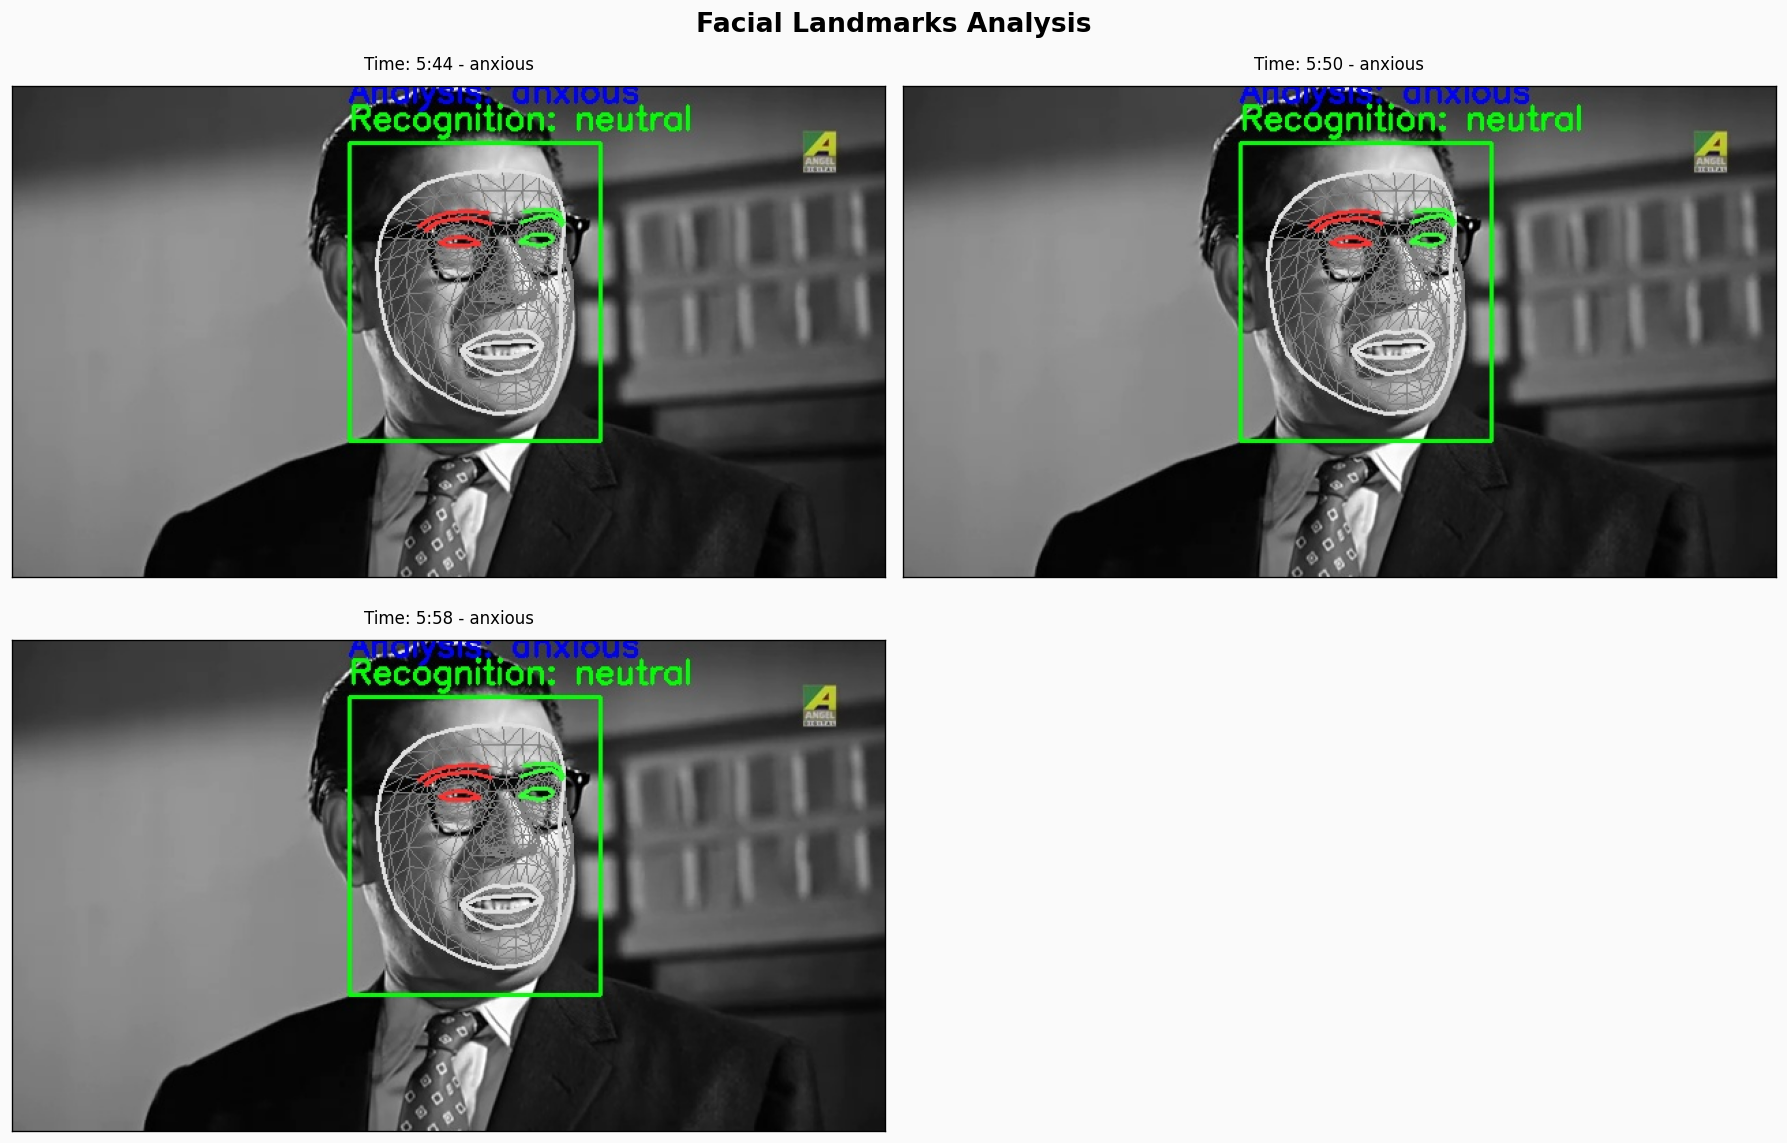 Facial Landmarks Analysis
Time: 5:44 - anxious
Analysis: anxious
Recognition: neutral
A
ANGEL
DIGITAL
Time: 5:50 - anxious
Analysis: anxious
Recognition: neutral
A
ANGEL
DIGITAL
Time: 5:58 - anxious
Analysis: anxious
Recognition: neutral
A
ANGEL
DIGITAL